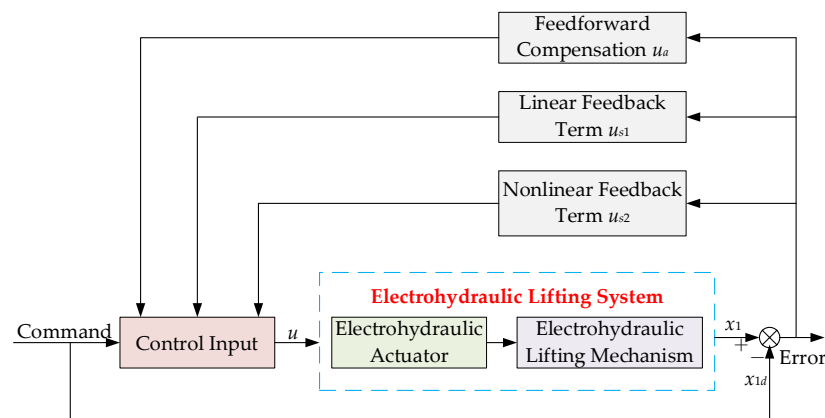 Feedforward
Compensation uₐ
Linear Feedback
Term uₛ₁
Nonlinear Feedback
Term uₛ₂
Electrohydraulic Lifting System
Command
Control Input
u
Electrohydraulic
Actuator
Electrohydraulic
Lifting Mechanism
x₁
+
−
Error
x₁d